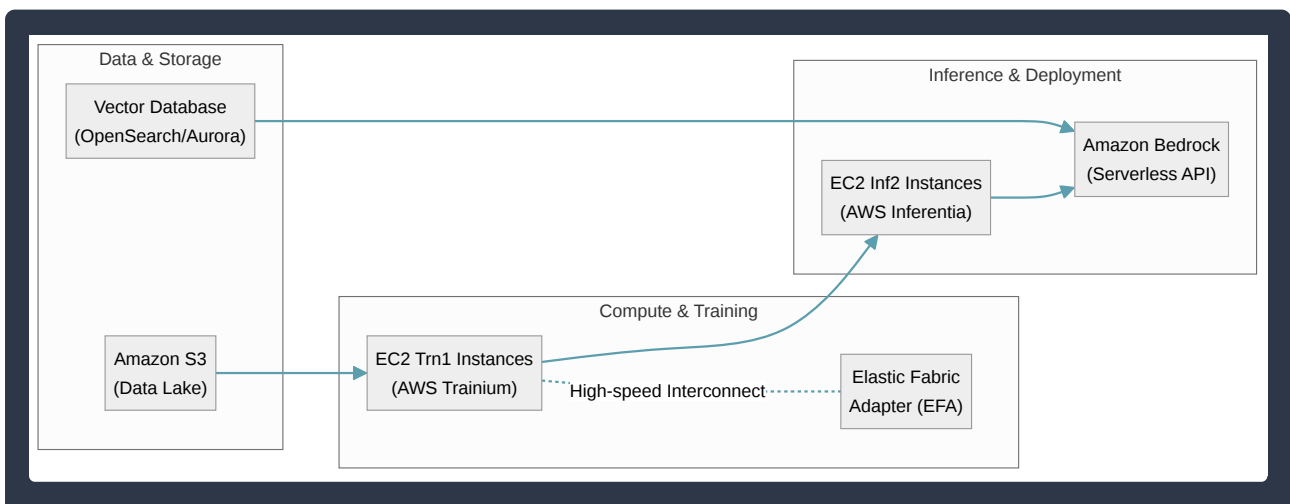 Data & Storage
Vector Database
(OpenSearch/Aurora)
Amazon S3
(Data Lake)
Compute & Training
EC2 Trn1 Instances
(AWS Trainium)
High-speed Interconnect
Elastic Fabric
Adapter (EFA)
Inference & Deployment
EC2 Inf2 Instances
(AWS Inferentia)
Amazon Bedrock
(Serverless API)